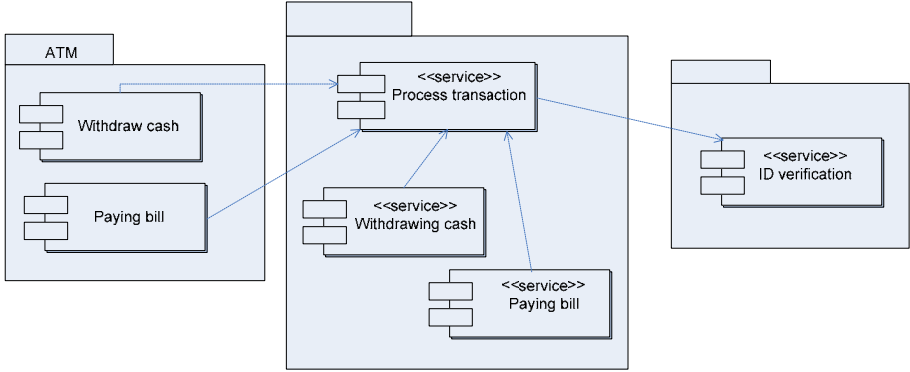 ATM
Withdraw cash
Paying bill
<<service>>
Process transaction
<<service>>
Withdrawing cash
<<service>>
Paying bill
<<service>>
ID verification